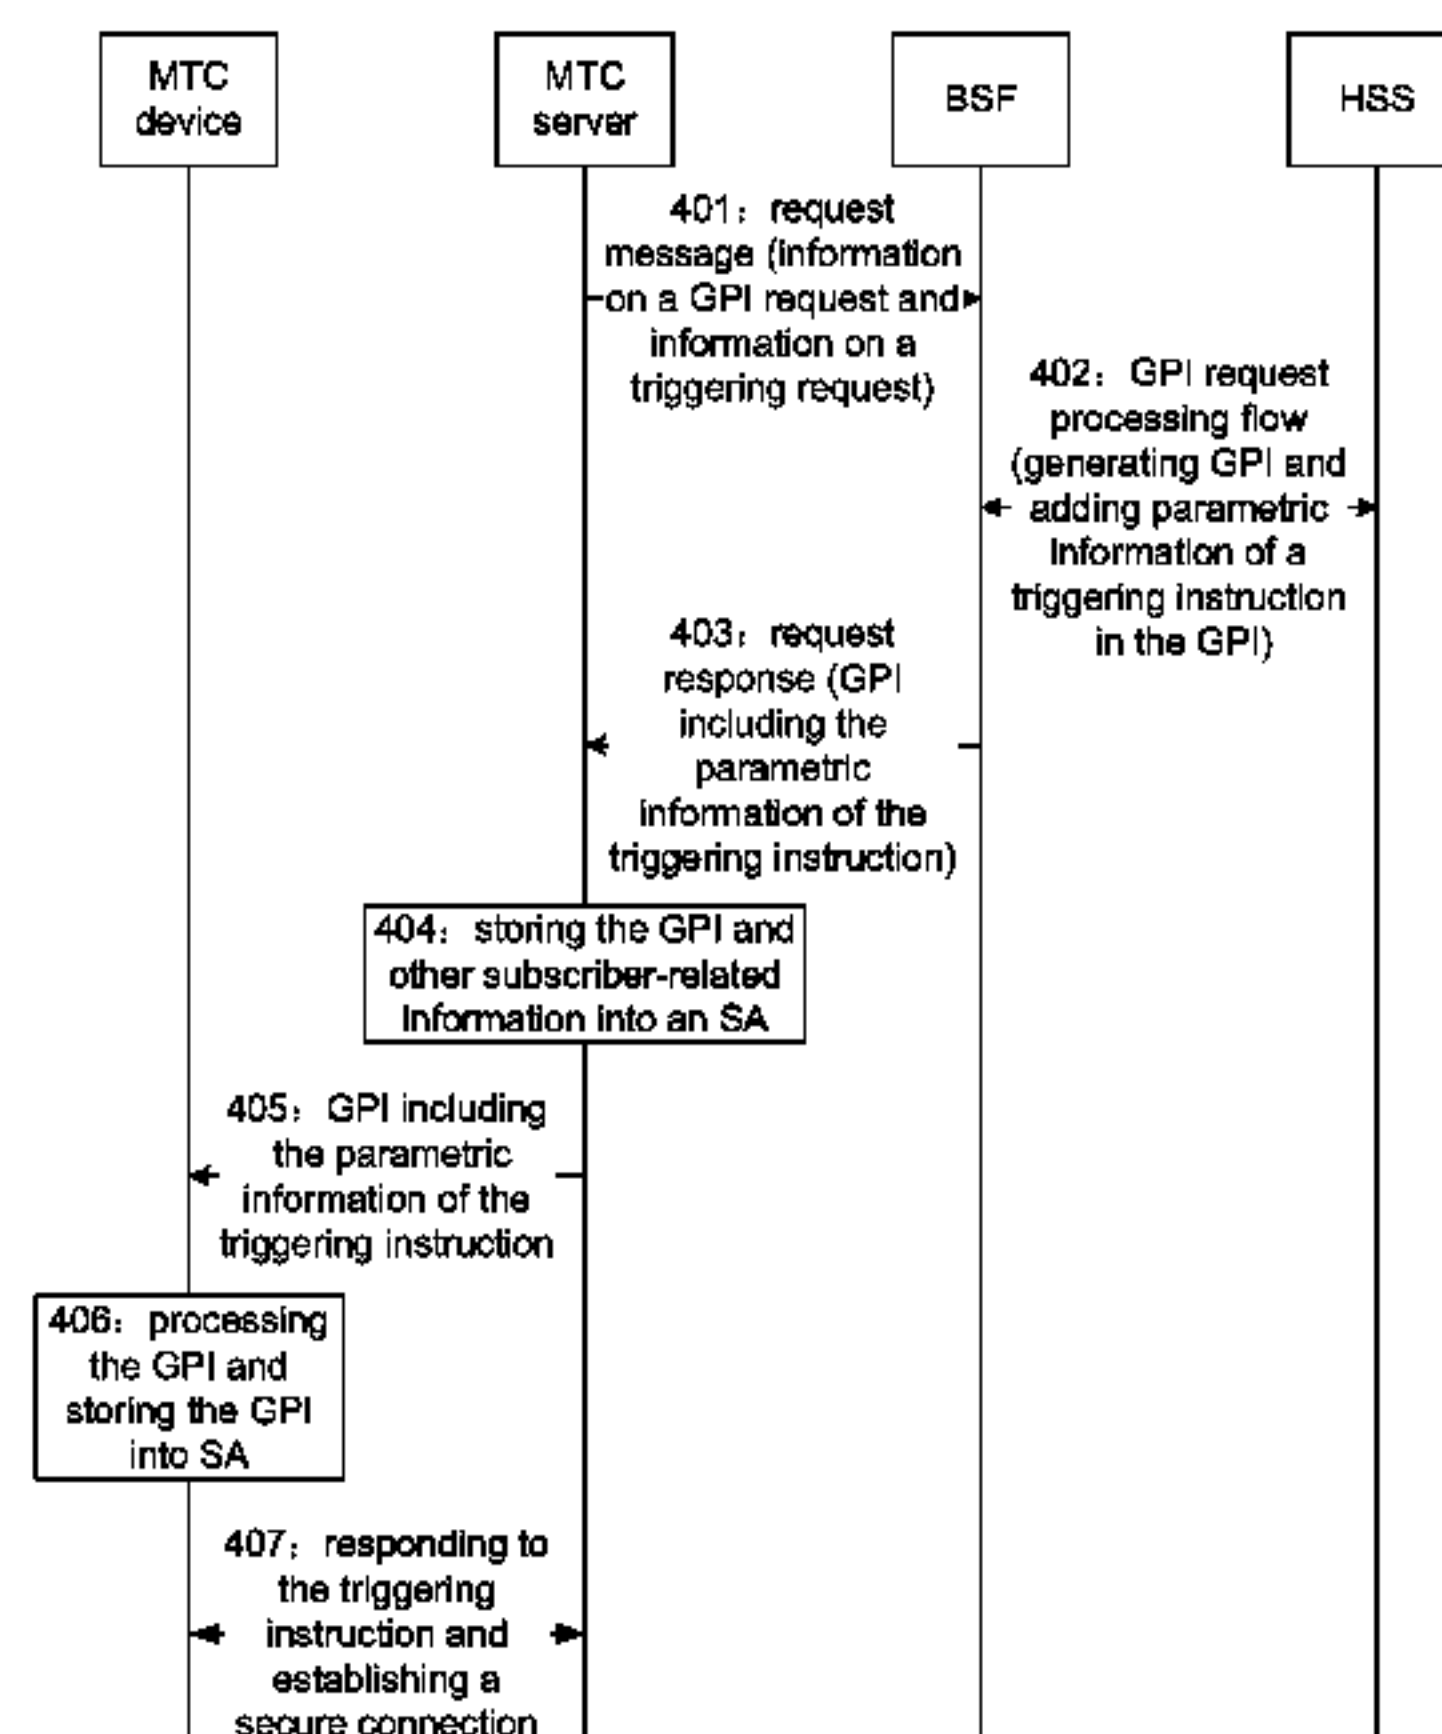 MTC
device
MTC
server
BSF
HSS
401: request
message (information
on a GPI request and
information on a
triggering request)
402: GPI request
processing flow
(generating GPI and
adding parametric
information of a
triggering instruction
in the GPI)
403: request
response (GPI
including the
parametric
information of the
triggering instruction)
404: storing the GPI and
other subscriber-related
information into an SA
405: GPI including
the parametric
information of the
triggering instruction
406: processing
the GPI and
storing the GPI
into SA
407: responding to
the triggering
instruction and
establishing a
secure connection